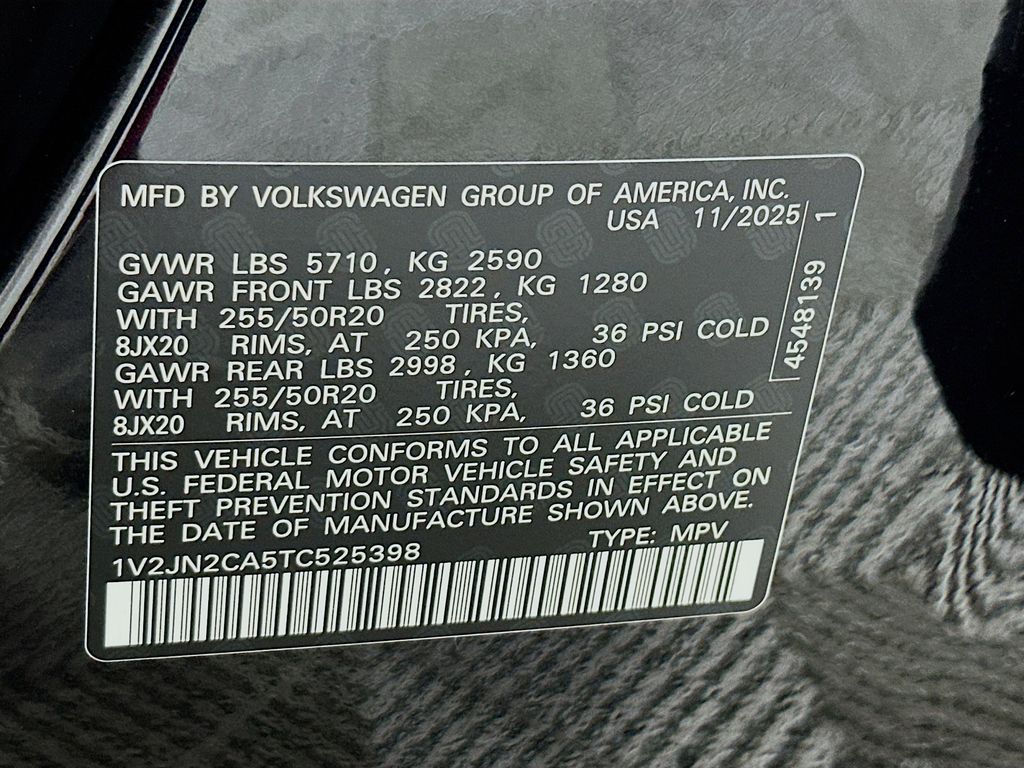 MFD BY VOLKSWAGEN GROUP OF AMERICA, INC.
USA 11/2025
GVWR LBS 5710, KG 2590
GAWR FRONT LBS 2822, KG 1280
WITH 255/50R20 TIRES,
8JX20 RIMS, AT 250 KPA, 36 PSI COLD
GAWR REAR LBS 2998, KG 1360
WITH 255/50R20 TIRES,
8JX20 RIMS, AT 250 KPA, 36 PSI COLD
THIS VEHICLE CONFORMS TO ALL APPLICABLE
U.S. FEDERAL MOTOR VEHICLE SAFETY AND
THEFT PREVENTION STANDARDS IN EFFECT ON
THE DATE OF MANUFACTURE SHOWN ABOVE.
1V2JN2CA5TC525398 TYPE: MPV
4548139 1